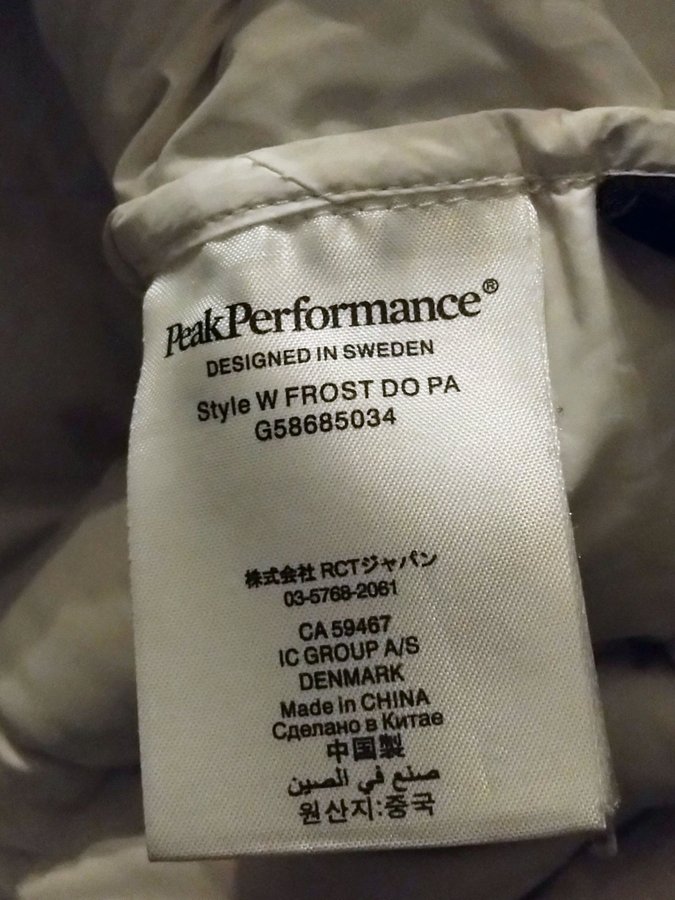 PeakPerformance®
DESIGNED IN SWEDEN
Style W FROST DO PA
G58685034
株式会社 RCTジャパン
03-5768-2061
CA 59467
IC GROUP A/S
DENMARK
Made in CHINA
Сделано в Китае
中国製
صنع في الصين
원산지:중국